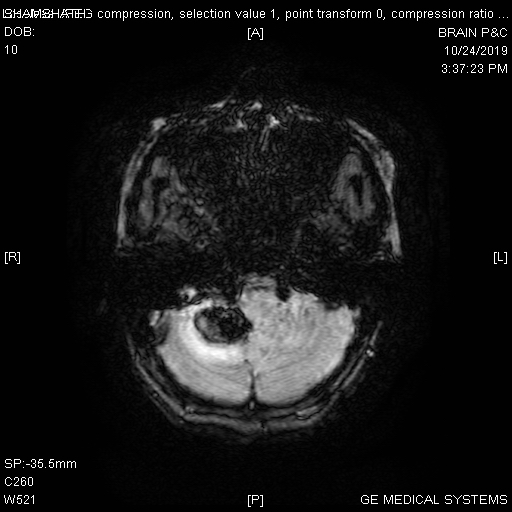 compression, selection value 1, point transform 0, compression ratio ...
DOB:
BRAIN P&C
10
[A]
10/24/2019
3:37:23 PM
[R]
[L]
SP:-35.5mm
C260
W521
[P]
GE MEDICAL SYSTEMS